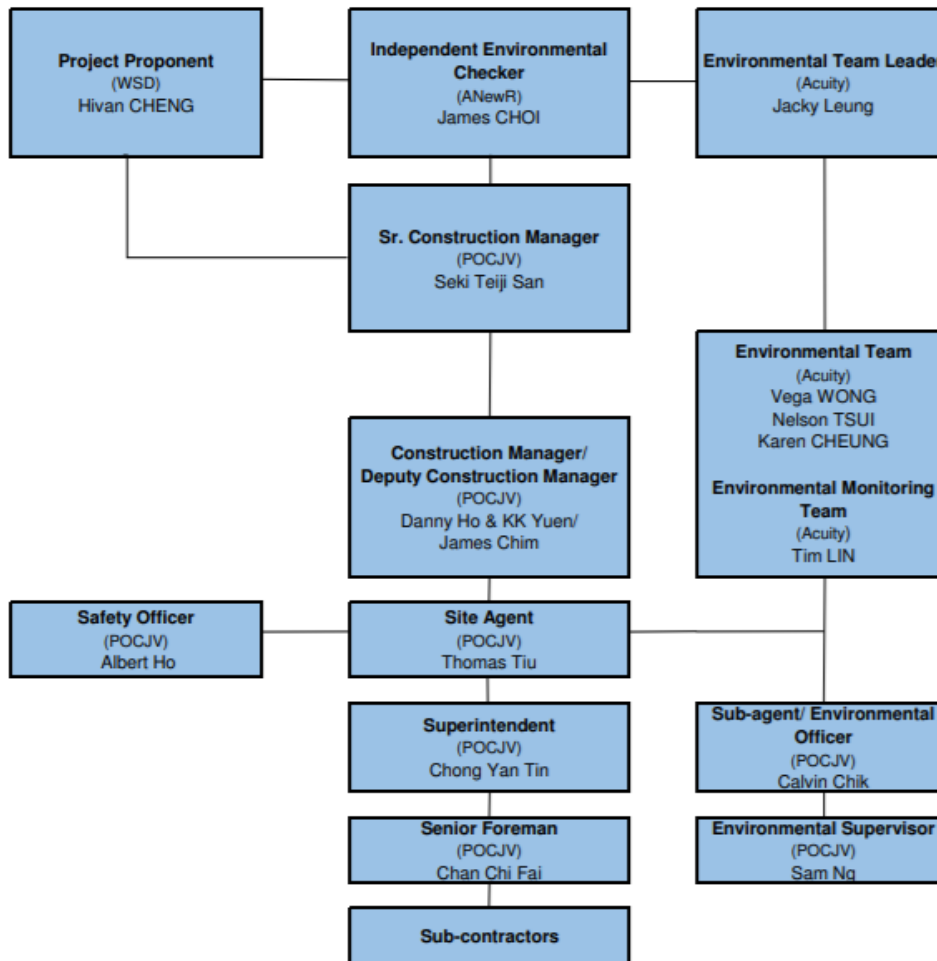 Project Proponent
(WSD)
Hivan CHENG
Independent Environmental
Checker
(ANewR)
James CHOI
Environmental Team Leader
(Acuity)
Jacky Leung
Sr. Construction Manager
(POCJV)
Seki Teiji San
Environmental Team
(Acuity)
Vega WONG
Nelson TSUI
Karen CHEUNG
Environmental Monitoring
Team
(Acuity)
Tim LIN
Construction Manager/
Deputy Construction Manager
(POCJV)
Danny Ho & KK Yuen/
James Chim
Safety Officer
(POCJV)
Albert Ho
Site Agent
(POCJV)
Thomas Tiu
Superintendent
(POCJV)
Chong Yan Tin
Sub-agent/ Environmental
Officer
(POCJV)
Calvin Chik
Senior Foreman
(POCJV)
Chan Chi Fai
Environmental Supervisor
(POCJV)
Sam Ng
Sub-contractors